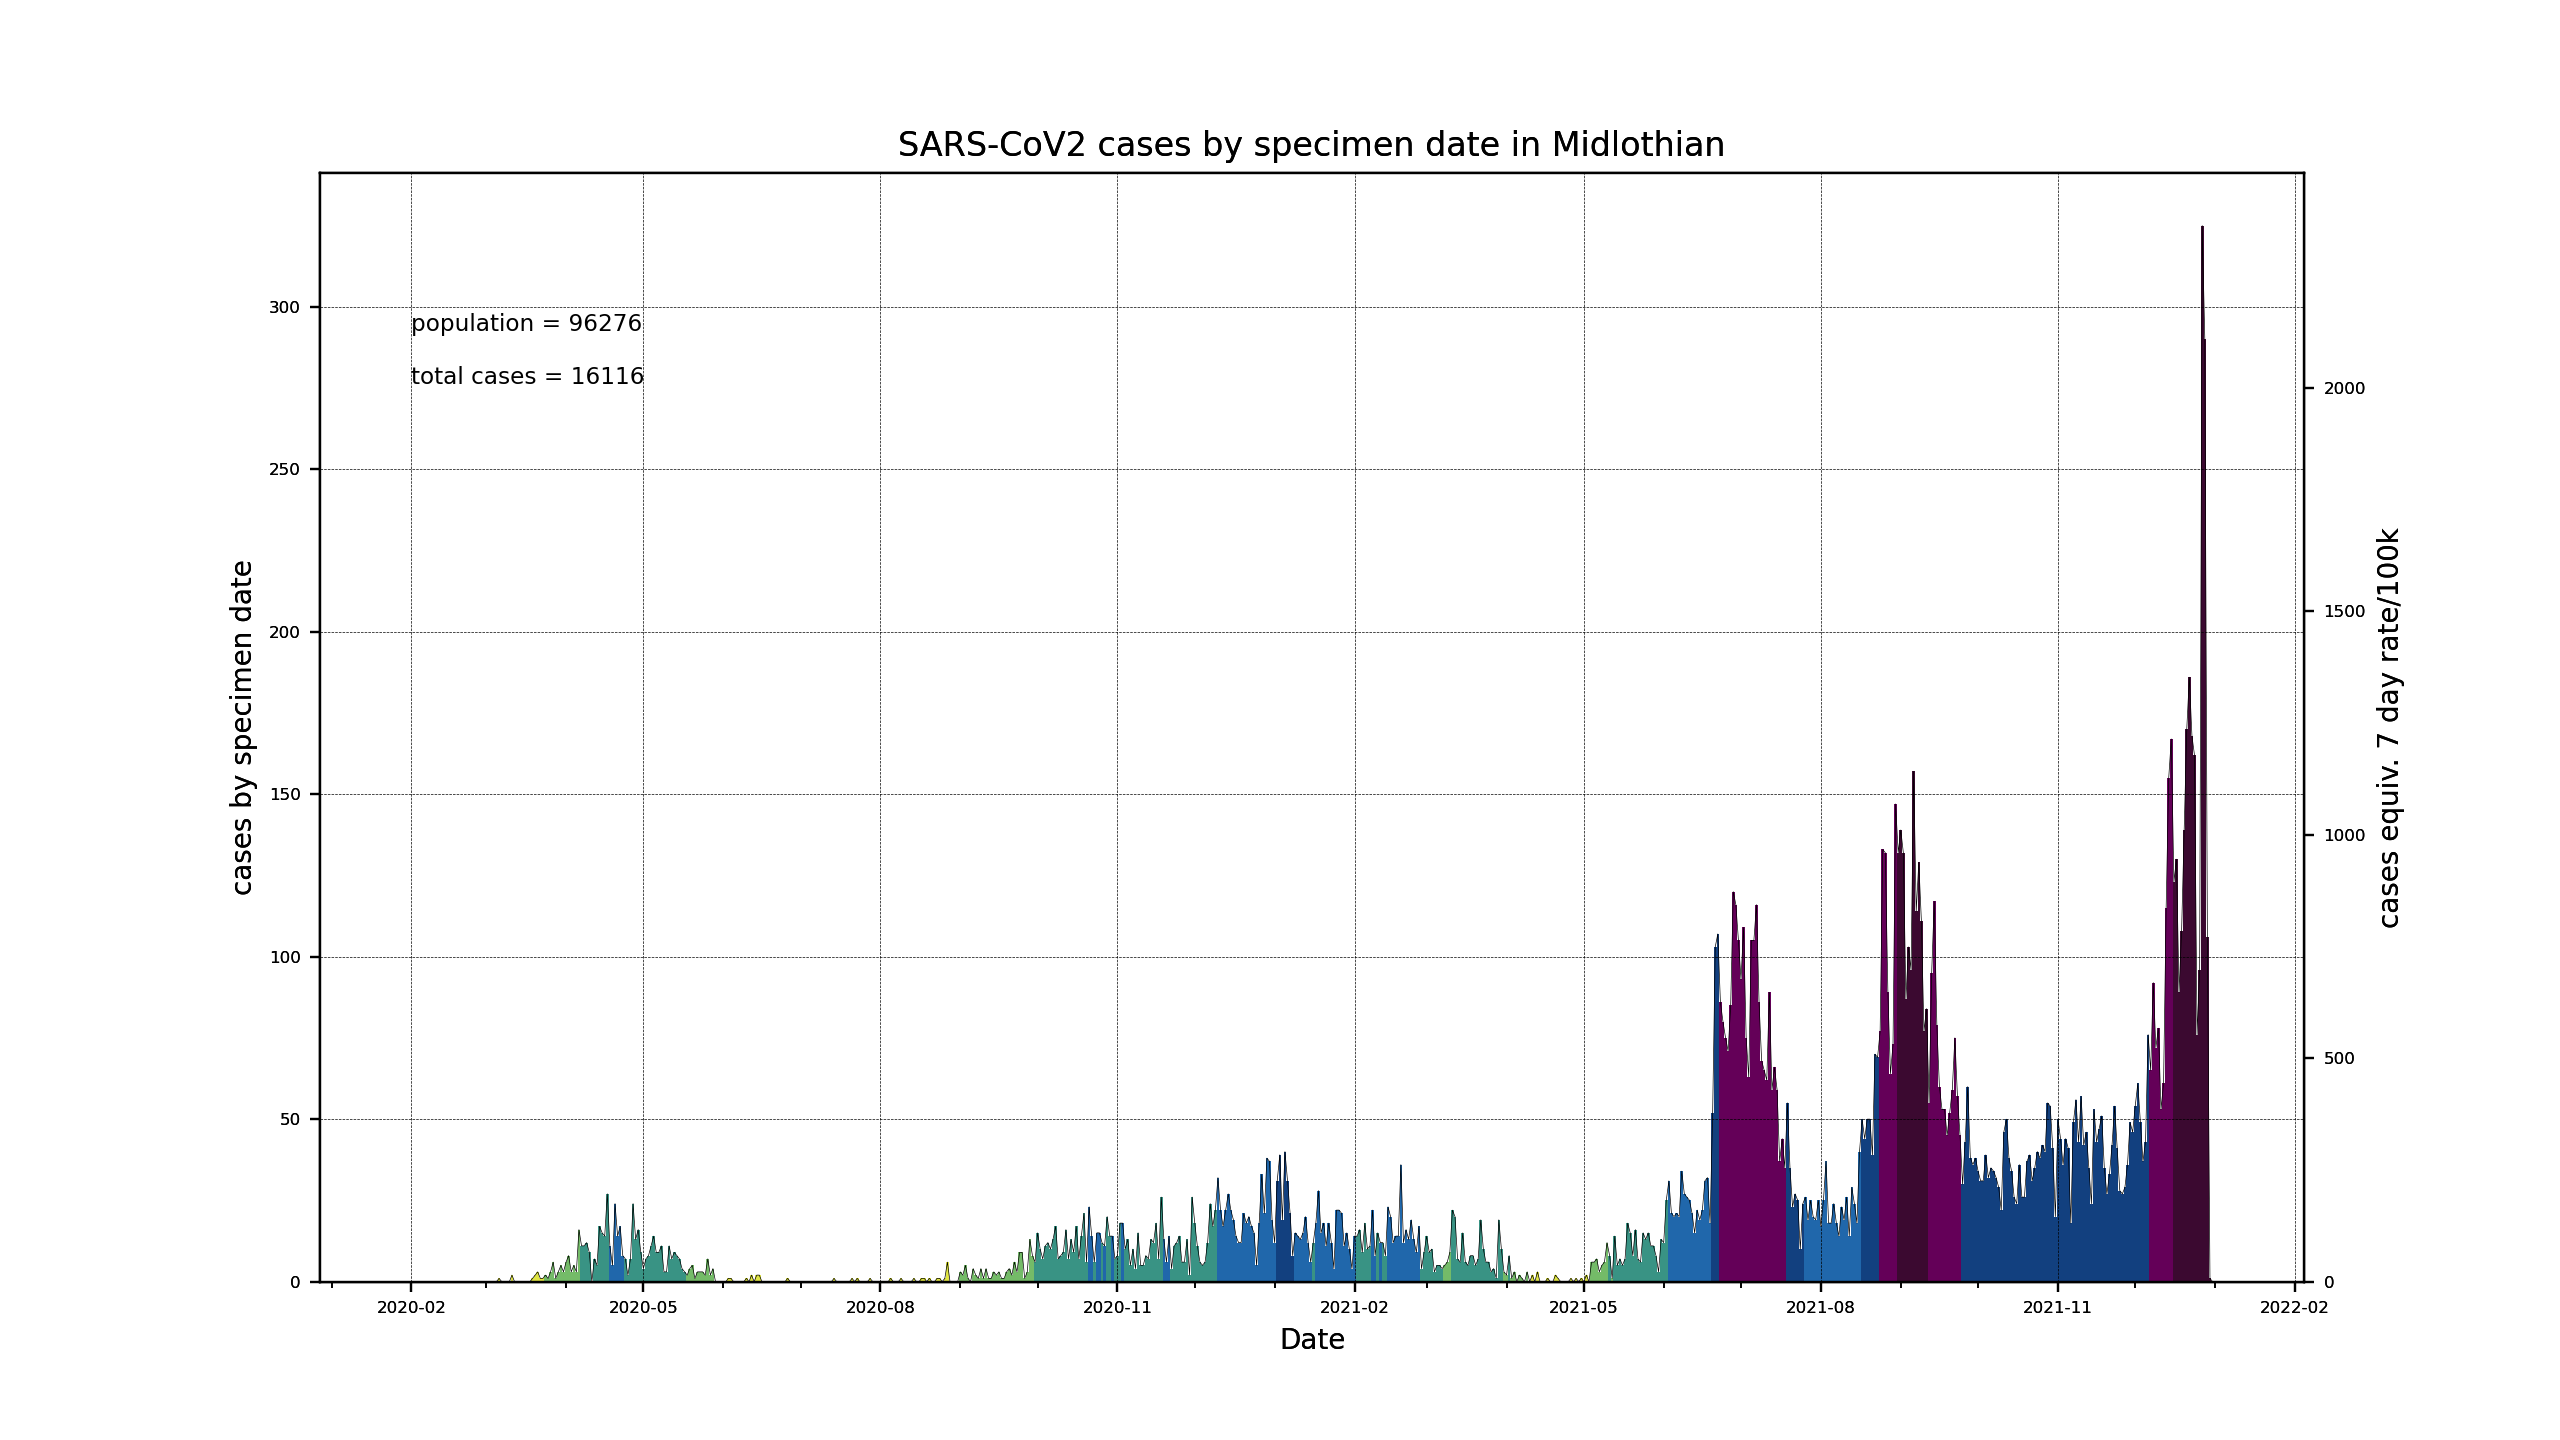 SARS-CoV2 cases by specimen date in Midlothian
population = 96276
total cases = 16116
cases by specimen date
300
250
200
150
100
50
0
2000
1500
1000
500
0
cases equiv. 7 day rate/100k
2020-02 2020-05 2020-08 2020-11 2021-02 2021-05 2021-08 2021-11 2022-02
Date